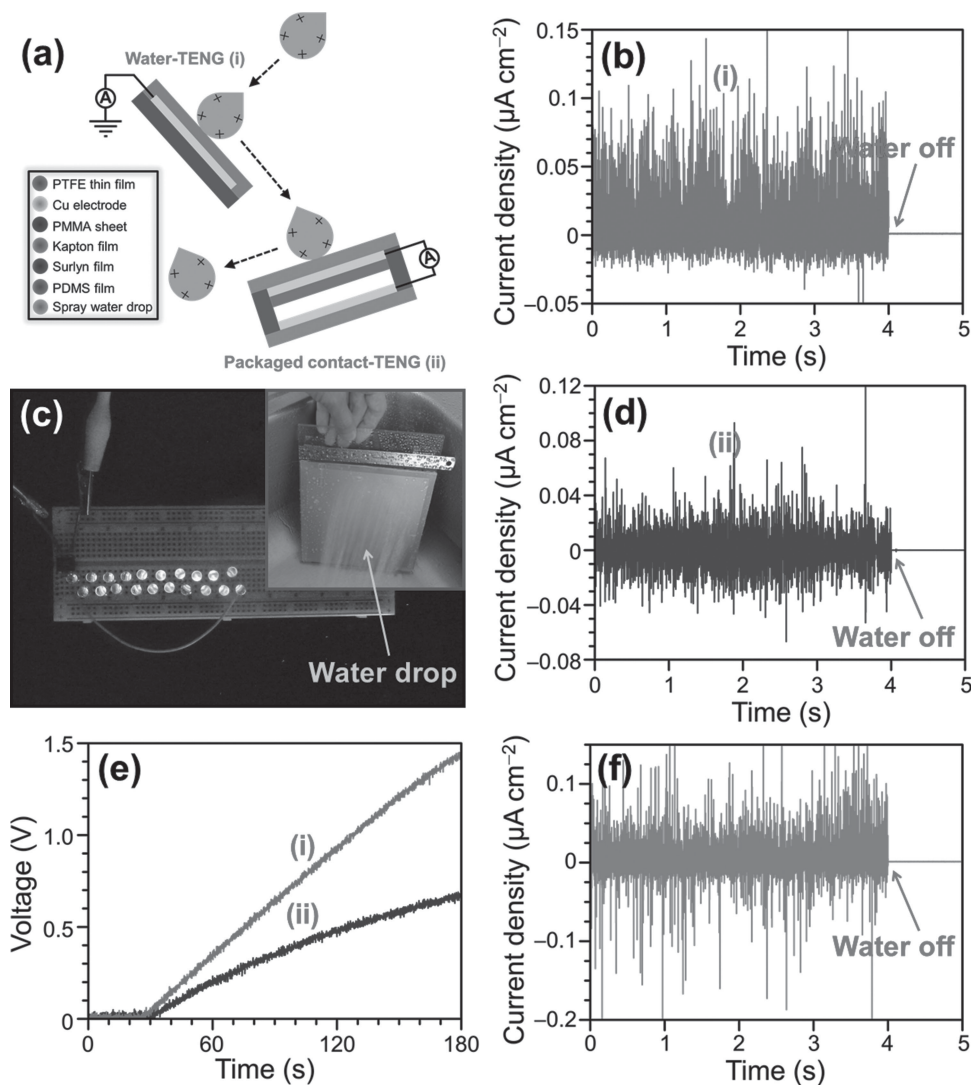 (a)
Water-TENG (i)
A
+ + + +
+ + + +
PTFE thin film
Cu electrode
PMMA sheet
Kapton film
Surlyn film
PDMS film
Spray water drop
+ + + +
+ + + +
A
Packaged contact-TENG (ii)
(b)
Current density (µA cm⁻²)
0.15
0.10
0.05
0
−0.05
(i)
Water off
0 1 2 3 4 5
Time (s)
(c)
Water drop
(d)
Current density (µA cm⁻²)
0.12
0.08
0.04
0
−0.04
−0.08
(ii)
Water off
0 1 2 3 4 5
Time (s)
(e)
Voltage (V)
1.5
1.0
0.5
0
(i)
(ii)
0 60 120 180
Time (s)
(f)
Current density (µA cm⁻²)
0.1
0
−0.1
−0.2
Water off
0 1 2 3 4 5
Time (s)